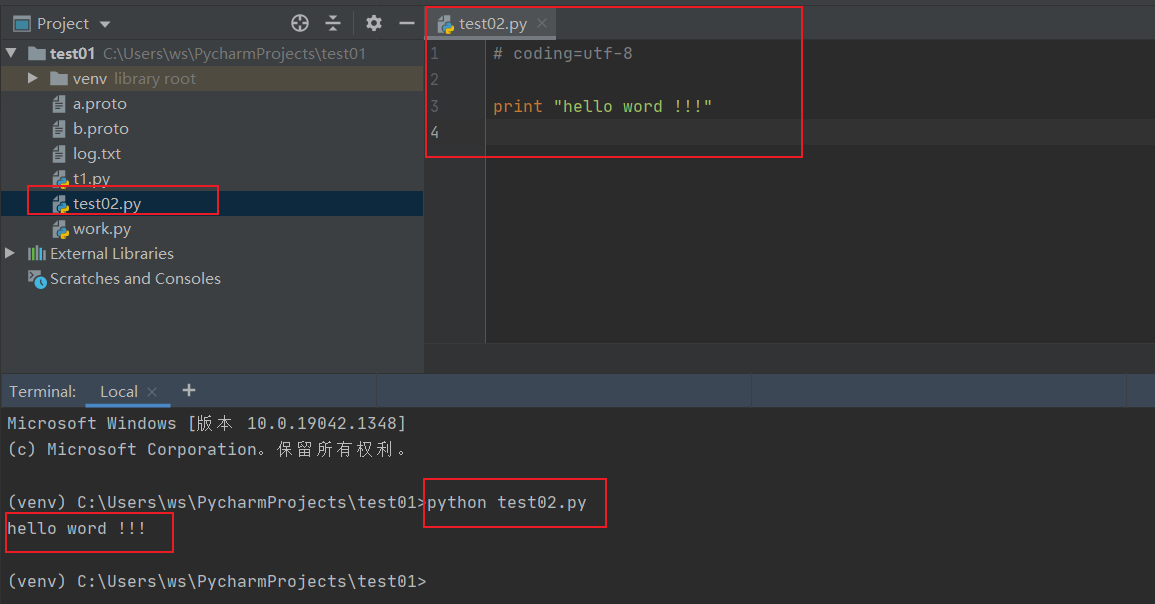 Project
test01 C:\Users\ws\PycharmProjects\test01
venv library root
a.proto
b.proto
log.txt
t1.py
test02.py
work.py
External Libraries
Scratches and Consoles
test02.py
1 # coding=utf-8
2
3 print "hello word !!!"
4
Terminal: Local
Microsoft Windows [版本 10.0.19042.1348]
(c) Microsoft Corporation。保留所有权利。
(venv) C:\Users\ws\PycharmProjects\test01>python test02.py
hello word !!!
(venv) C:\Users\ws\PycharmProjects\test01>